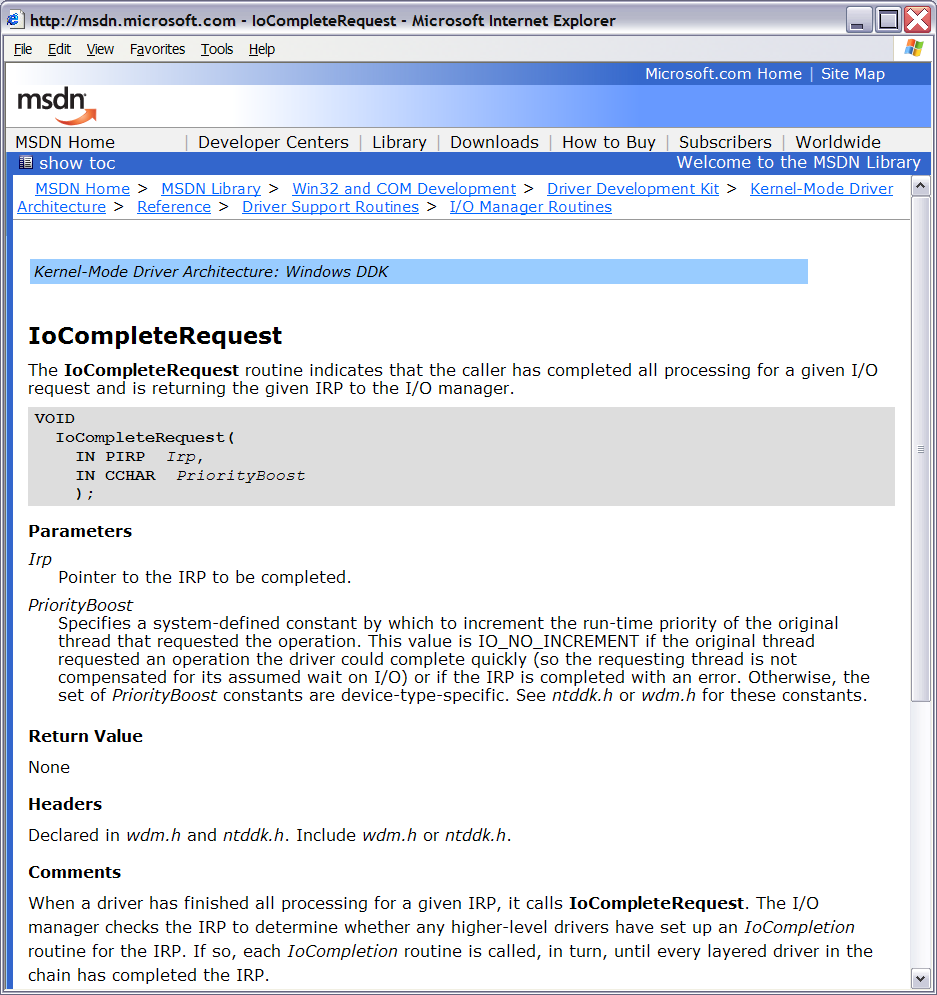 http://msdn.microsoft.com - IoCompleteRequest - Microsoft Internet Explorer
File Edit View Favorites Tools Help
Microsoft.com Home | Site Map
msdn
MSDN Home | Developer Centers | Library | Downloads | How to Buy | Subscribers | Worldwide
show toc Welcome to the MSDN Library
MSDN Home > MSDN Library > Win32 and COM Development > Driver Development Kit > Kernel-Mode Driver
Architecture > Reference > Driver Support Routines > I/O Manager Routines
Kernel-Mode Driver Architecture: Windows DDK
IoCompleteRequest
The IoCompleteRequest routine indicates that the caller has completed all processing for a given I/O
request and is returning the given IRP to the I/O manager.
VOID
IoCompleteRequest(
IN PIRP Irp,
IN CCHAR PriorityBoost
);
Parameters
Irp
Pointer to the IRP to be completed.
PriorityBoost
Specifies a system-defined constant by which to increment the run-time priority of the original
thread that requested the operation. This value is IO_NO_INCREMENT if the original thread
requested an operation the driver could complete quickly (so the requesting thread is not
compensated for its assumed wait on I/O) or if the IRP is completed with an error. Otherwise, the
set of PriorityBoost constants are device-type-specific. See ntddk.h or wdm.h for these constants.
Return Value
None
Headers
Declared in wdm.h and ntddk.h. Include wdm.h or ntddk.h.
Comments
When a driver has finished all processing for a given IRP, it calls IoCompleteRequest. The I/O
manager checks the IRP to determine whether any higher-level drivers have set up an IoCompletion
routine for the IRP. If so, each IoCompletion routine is called, in turn, until every layered driver in the
chain has completed the IRP.